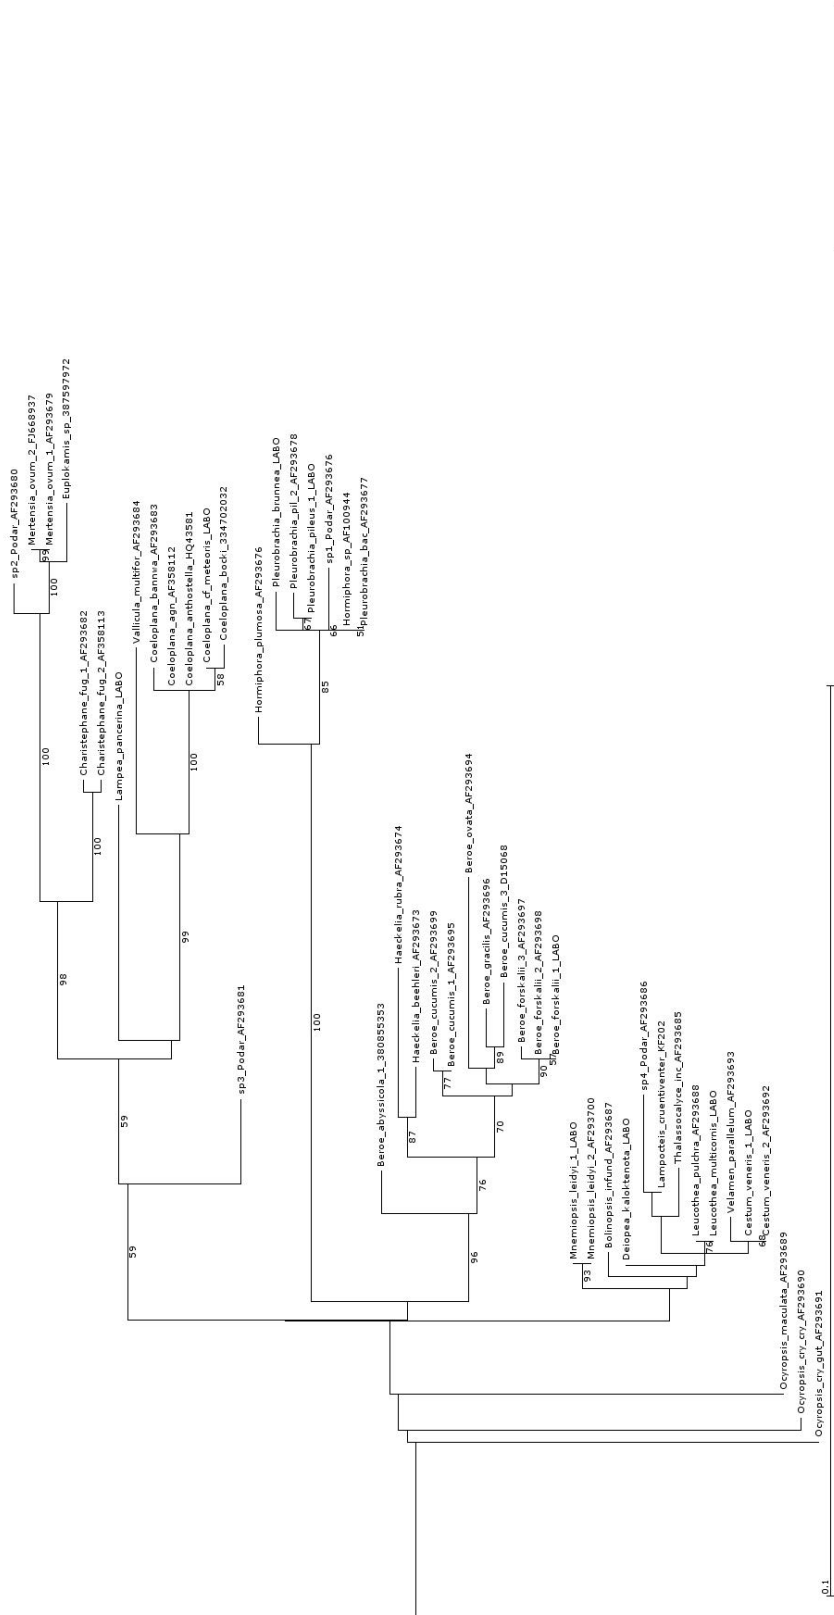 sp2_Podar_AF293680
Mertensia_ovum_2_FJ668937
99
Mertensia_ovum_1_AF293679
100
Euplokamis_sp_387597972
100
Charistephane_fug_1_AF293682
Charistephane_fug_2_AF358113
100
98
Lampea_pancerina_LABO
Vallicula_multifor_AF293684
Coeloplana_bannwa_AF293683
Coeloplana_agn_AF358112
Coeloplana_anthostella_HQ43581
Coeloplana_cf_meteoris_LABO
58
Coeloplana_bocki_334702032
100
99
59
sp3_Podar_AF293681
59
Hormiphora_plumosa_AF293676
Pleurobrachia_brunnea_LABO
Pleurobrachia_pil_2_AF293678
67
Pleurobrachia_pileus_1_LABO
sp1_Podar_AF293676
66
Hormiphora_sp_AF100944
51
Pleurobrachia_bac_AF293677
85
100
Beroe_abyssicola_1_380855353
Haeckelia_rubra_AF293674
87
Haeckelia_beehleri_AF293673
Beroe_cucumis_2_AF293699
77
Beroe_cucumis_1_AF293695
Beroe_ovata_AF293694
Beroe_gracilis_AF293696
89
Beroe_cucumis_3_D15068
Beroe_forskalii_3_AF293697
90
Beroe_forskalii_2_AF293698
57
Beroe_forskalii_1_LABO
70
76
96
Mnemiopsis_leidyi_1_LABO
93
Mnemiopsis_leidyi_2_AF293700
Bolinopsis_infund_AF293687
Deiopea_kaloktenota_LABO
sp4_Podar_AF293686
Lampocteis_cruentiventer_KF202
Thalassocalyce_inc_AF293685
Leucothea_pulchra_AF293688
76
Leucothea_multicornis_LABO
Velamen_parallelum_AF293693
Cestum_veneris_1_LABO
68
Cestum_veneris_2_AF293692
Ocyropsis_maculata_AF293689
Ocyropsis_cry_cry_AF293690
Ocyropsis_cry_gut_AF293691
0.1